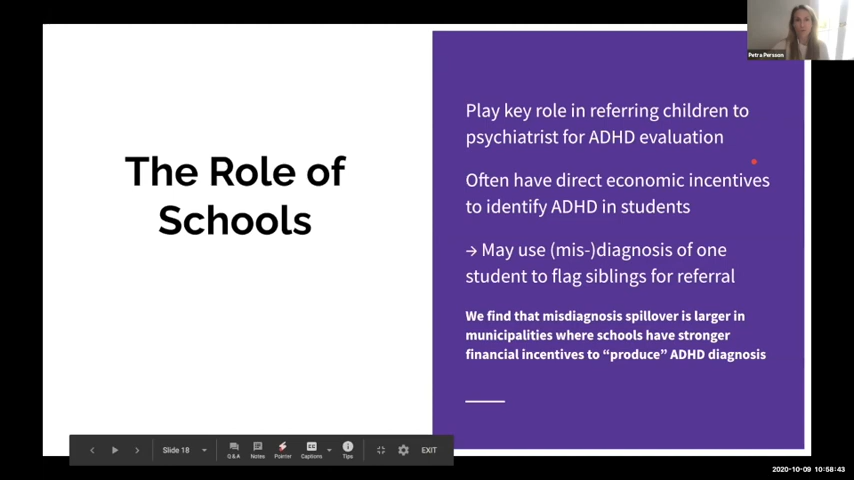 Petra Persson
The Role of
Schools
Play key role in referring children to
psychiatrist for ADHD evaluation
Often have direct economic incentives
to identify ADHD in students
→ May use (mis-)diagnosis of one
student to flag siblings for referral
We find that misdiagnosis spillover is larger in
municipalities where schools have stronger
financial incentives to “produce” ADHD diagnosis
Slide 18
Q&A
Notes
Pointer
CC
Captions
Tips
EXIT
2020-10-09 10:58:43